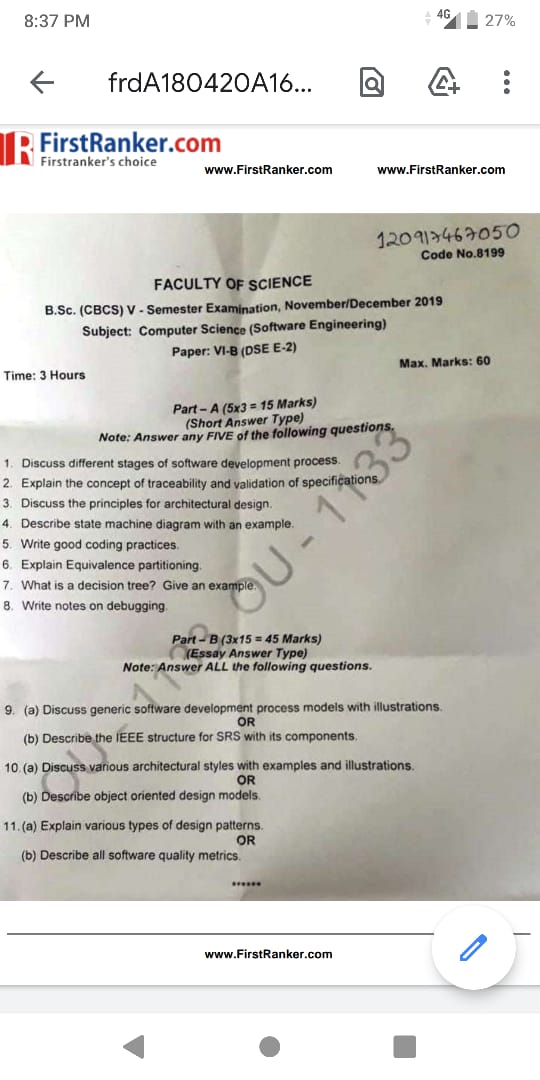 8:37 PM
4G 27%
frdA180420A16...
FirstRanker.com
Firstranker's choice
www.FirstRanker.com www.FirstRanker.com
120917467050
Code No.8199
FACULTY OF SCIENCE
B.Sc. (CBCS) V - Semester Examination, November/December 2019
Subject: Computer Science (Software Engineering)
Paper: VI-B (DSE E-2)
Time: 3 Hours Max. Marks: 60
Part – A (5x3 = 15 Marks)
(Short Answer Type)
Note: Answer any FIVE of the following questions.
1. Discuss different stages of software development process.
2. Explain the concept of traceability and validation of specifications.
3. Discuss the principles for architectural design.
4. Describe state machine diagram with an example.
5. Write good coding practices.
6. Explain Equivalence partitioning.
7. What is a decision tree? Give an example.
8. Write notes on debugging.
OU - 1133 OU - 1133
Part – B (3x15 = 45 Marks)
(Essay Answer Type)
Note: Answer ALL the following questions.
9. (a) Discuss generic software development process models with illustrations.
OR
(b) Describe the IEEE structure for SRS with its components.
10. (a) Discuss various architectural styles with examples and illustrations.
OR
(b) Describe object oriented design models.
11. (a) Explain various types of design patterns.
OR
(b) Describe all software quality metrics.
******
www.FirstRanker.com